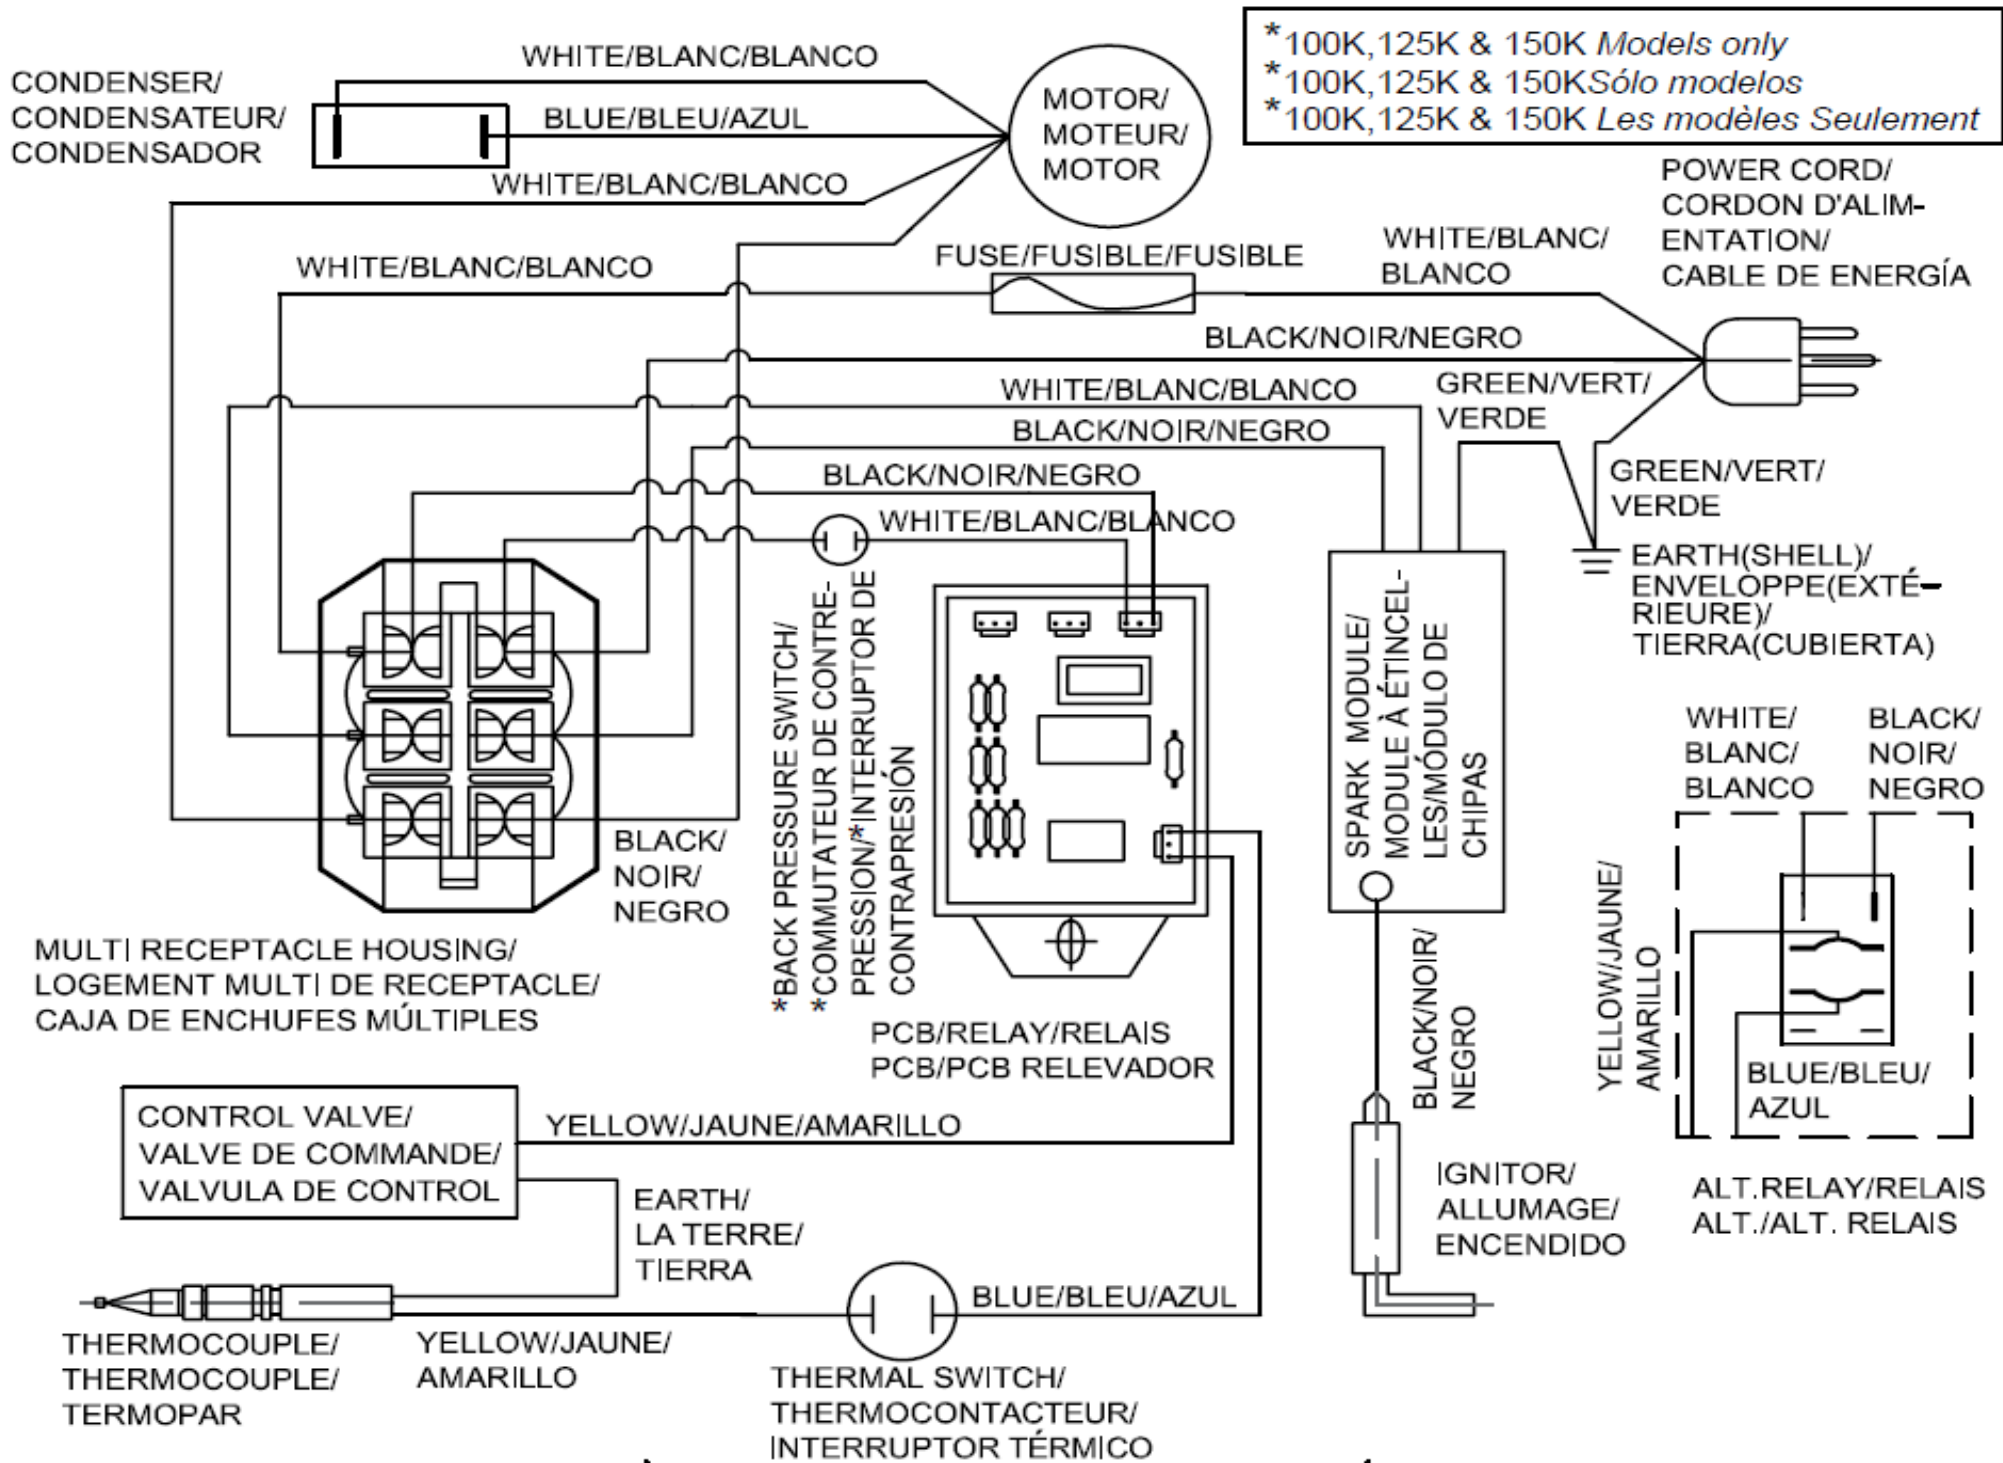 *100K,125K & 150K Models only
*100K,125K & 150KSólo modelos
*100K,125K & 150K Les modèles Seulement
CONDENSER/
CONDENSATEUR/
CONDENSADOR
WHITE/BLANC/BLANCO
BLUE/BLEU/AZUL
WHITE/BLANC/BLANCO
MOTOR/
MOTEUR/
MOTOR
POWER CORD/
CORDON D'ALIM-
ENTATION/
CABLE DE ENERGÍA
WHITE/BLANC/BLANCO
FUSE/FUSIBLE/FUSIBLE
WHITE/BLANC/
BLANCO
BLACK/NOIR/NEGRO
WHITE/BLANC/BLANCO
GREEN/VERT/
VERDE
BLACK/NOIR/NEGRO
BLACK/NOIR/NEGRO
WHITE/BLANC/BLANCO
GREEN/VERT/
VERDE
EARTH(SHELL)/
ENVELOPPE(EXTÉ-
RIEURE)/
TIERRA(CUBIERTA)
BLACK/
NOIR/
NEGRO
*BACK PRESSURE SWITCH/
*COMMUTATEUR DE CONTRE-
PRESSION/*INTERRUPTOR DE
CONTRAPRESIÓN
SPARK MODULE/
MODULE À ÉTINCEL-
LES/MÓDULO DE
CHIPAS
WHITE/
BLANC/
BLANCO
BLACK/
NOIR/
NEGRO
YELLOW/JAUNE/
AMARILLO
BLUE/BLEU/
AZUL
ALT.RELAY/RELAIS
ALT./ALT. RELAIS
MULTI RECEPTACLE HOUSING/
LOGEMENT MULTI DE RECEPTACLE/
CAJA DE ENCHUFES MÚLTIPLES
PCB/RELAY/RELAIS
PCB/PCB RELEVADOR
BLACK/NOIR/
NEGRO
CONTROL VALVE/
VALVE DE COMMANDE/
VALVULA DE CONTROL
YELLOW/JAUNE/AMARILLO
EARTH/
LA TERRE/
TIERRA
IGNITOR/
ALLUMAGE/
ENCENDIDO
THERMOCOUPLE/
THERMOCOUPLE/
TERMOPAR
YELLOW/JAUNE/
AMARILLO
BLUE/BLEU/AZUL
THERMAL SWITCH/
THERMOCONTACTEUR/
INTERRUPTOR TÉRMICO